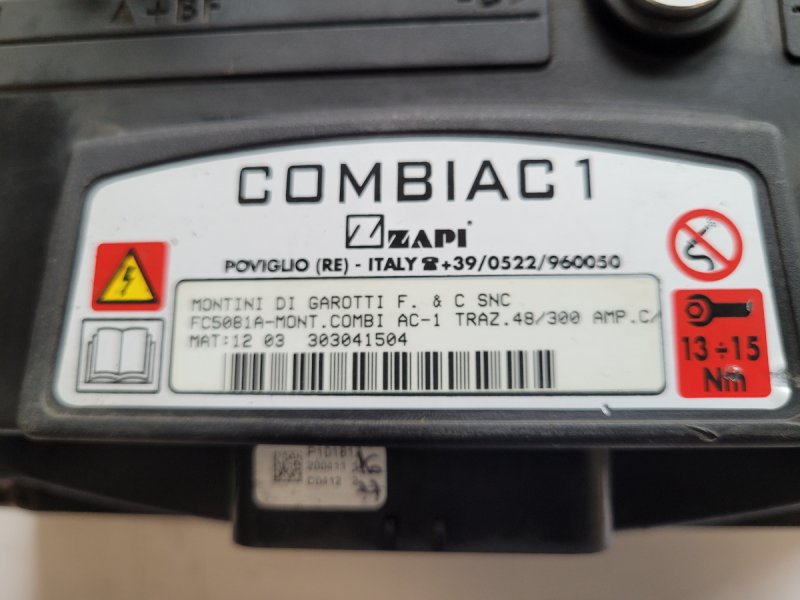 A +BF
COMBIAC1
ZAPI
POVIGLIO (RE) - ITALY ☎+39/0522/960050
MONTINI DI GAROTTI F. & C SNC
FC5081A-MONT.COMBI AC-1 TRAZ.48/300 AMP.C/
MAT:12 03 303041504
13÷15
Nm